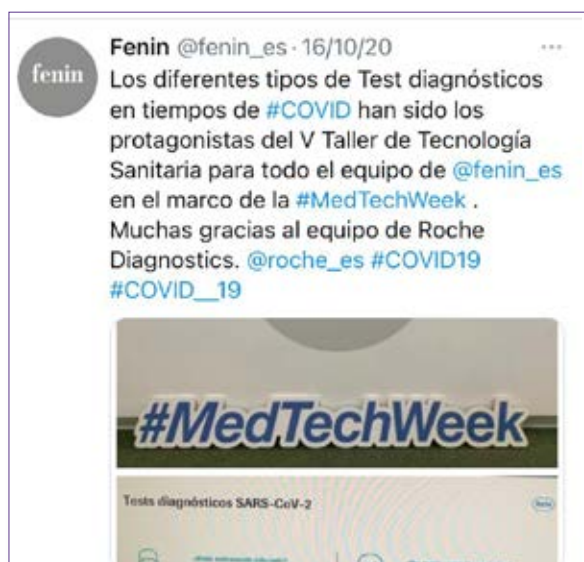 Fenin @fenin_es · 16/10/20 ...
fenin
Los diferentes tipos de Test diagnósticos
en tiempos de #COVID han sido los
protagonistas del V Taller de Tecnología
Sanitaria para todo el equipo de @fenin_es
en el marco de la #MedTechWeek .
Muchas gracias al equipo de Roche
Diagnostics. @roche_es #COVID19
#COVID__19
#MedTechWeek
Tests diagnósticos SARS-CoV-2
Roche